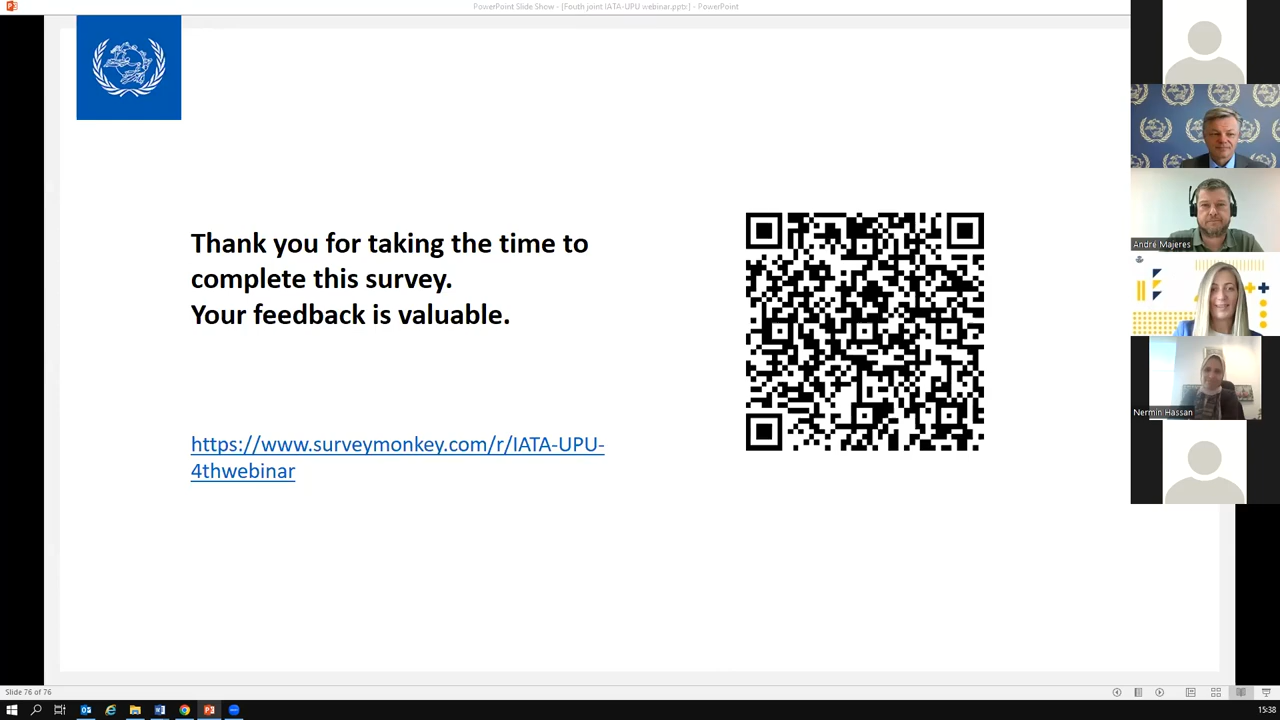 PowerPoint Slide Show - [Fouth joint IATA-UPU webinar.pptx] - PowerPoint
Thank you for taking the time to
complete this survey.
Your feedback is valuable.
https://www.surveymonkey.com/r/IATA-UPU-
4thwebinar
André Majeres
Nermin Hassan
Slide 76 of 76
15:38